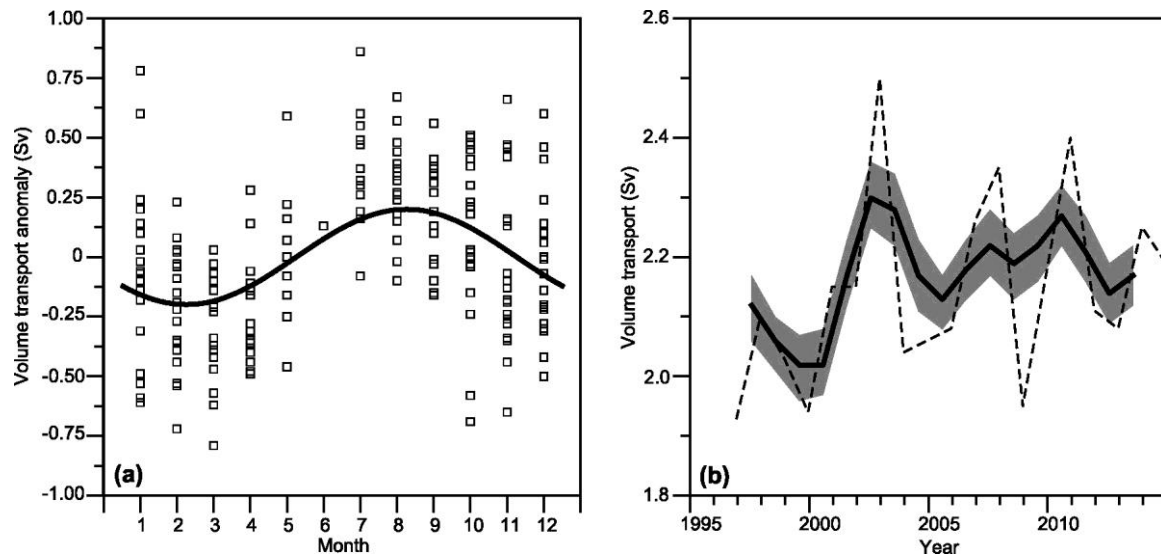 1.00
0.75
0.50
0.25
0
-0.25
-0.50
-0.75
-1.00
Volume transport anomaly (Sv)
(a)
1 2 3 4 5 6 7 8 9 10 11 12
Month
2.6
2.4
2.2
2.0
1.8
Volume transport (Sv)
(b)
1995 2000 2005 2010
Year